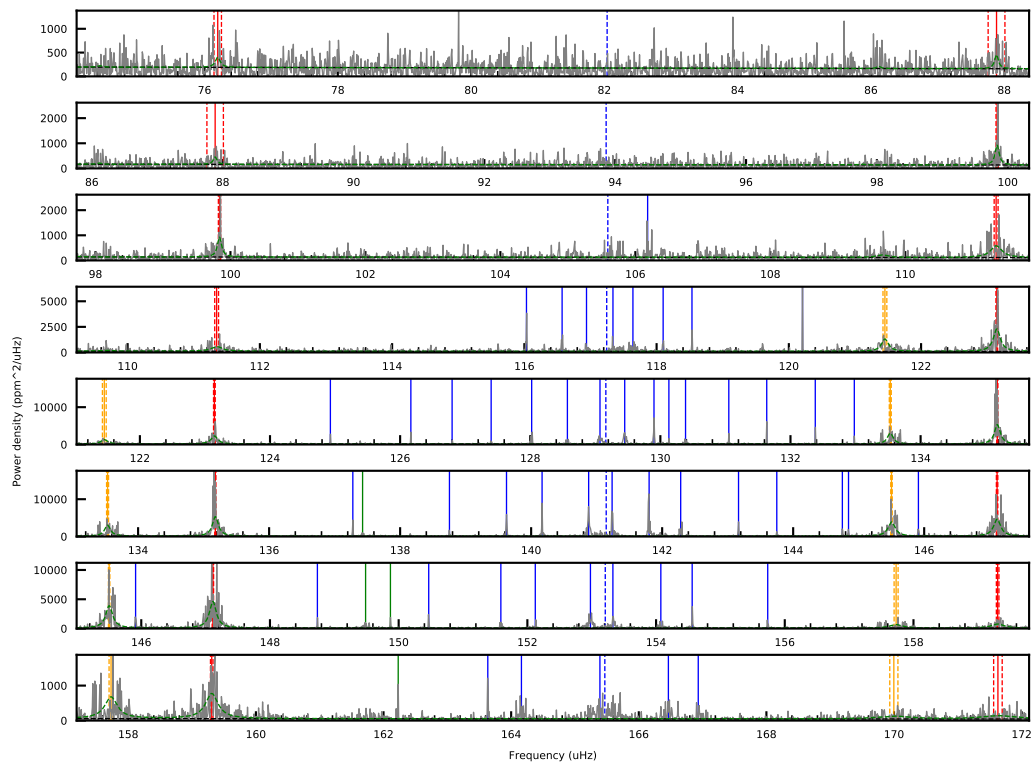 1000
500
0
76 78 80 82 84 86 88
2000
1000
0
86 88 90 92 94 96 98 100
2000
1000
0
98 100 102 104 106 108 110
5000
2500
0
110 112 114 116 118 120 122
10000
0
122 124 126 128 130 132 134
Power density (ppm^2/uHz)
10000
0
134 136 138 140 142 144 146
10000
5000
0
146 148 150 152 154 156 158
1000
0
158 160 162 164 166 168 170 172
Frequency (uHz)